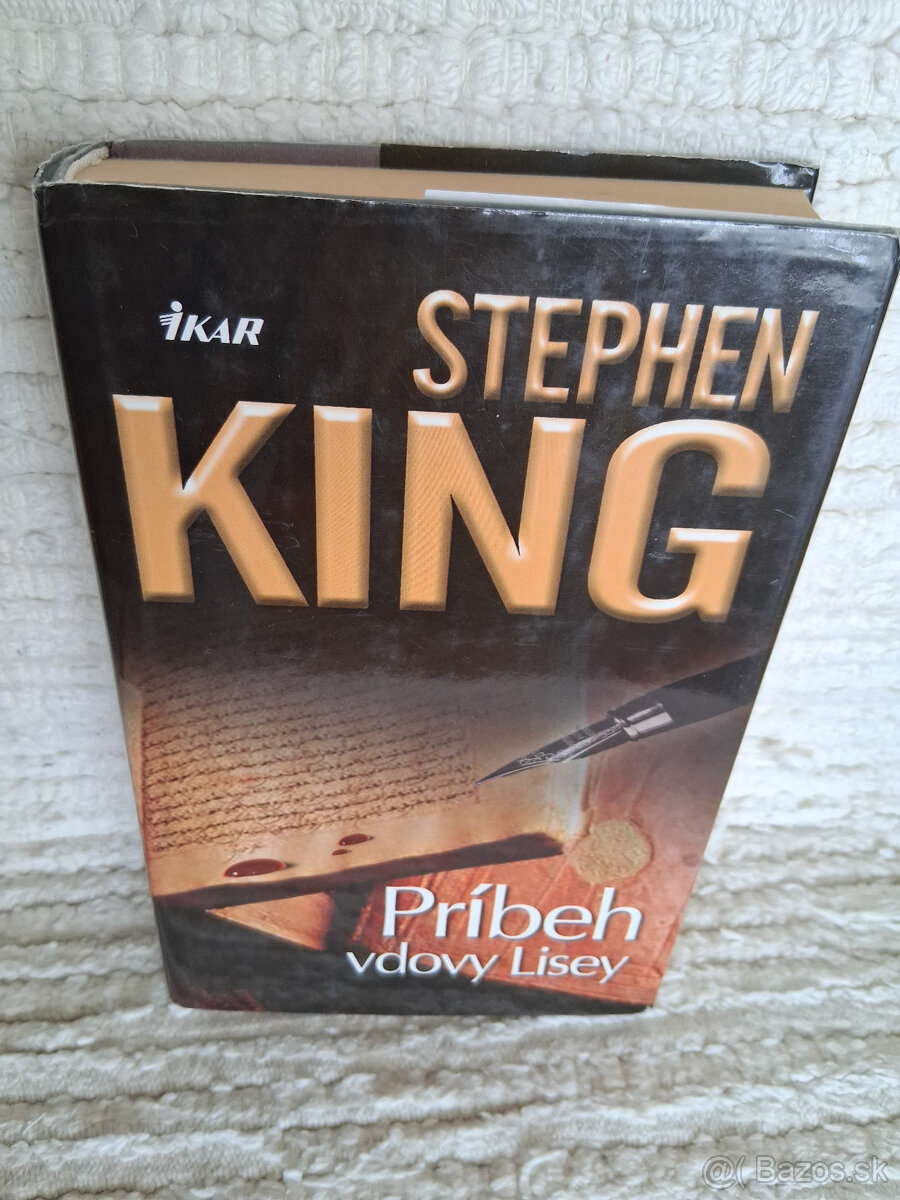 iKAR
STEPHEN
KING
Príbeh
vdovy Lisey
@( Bazos.sk